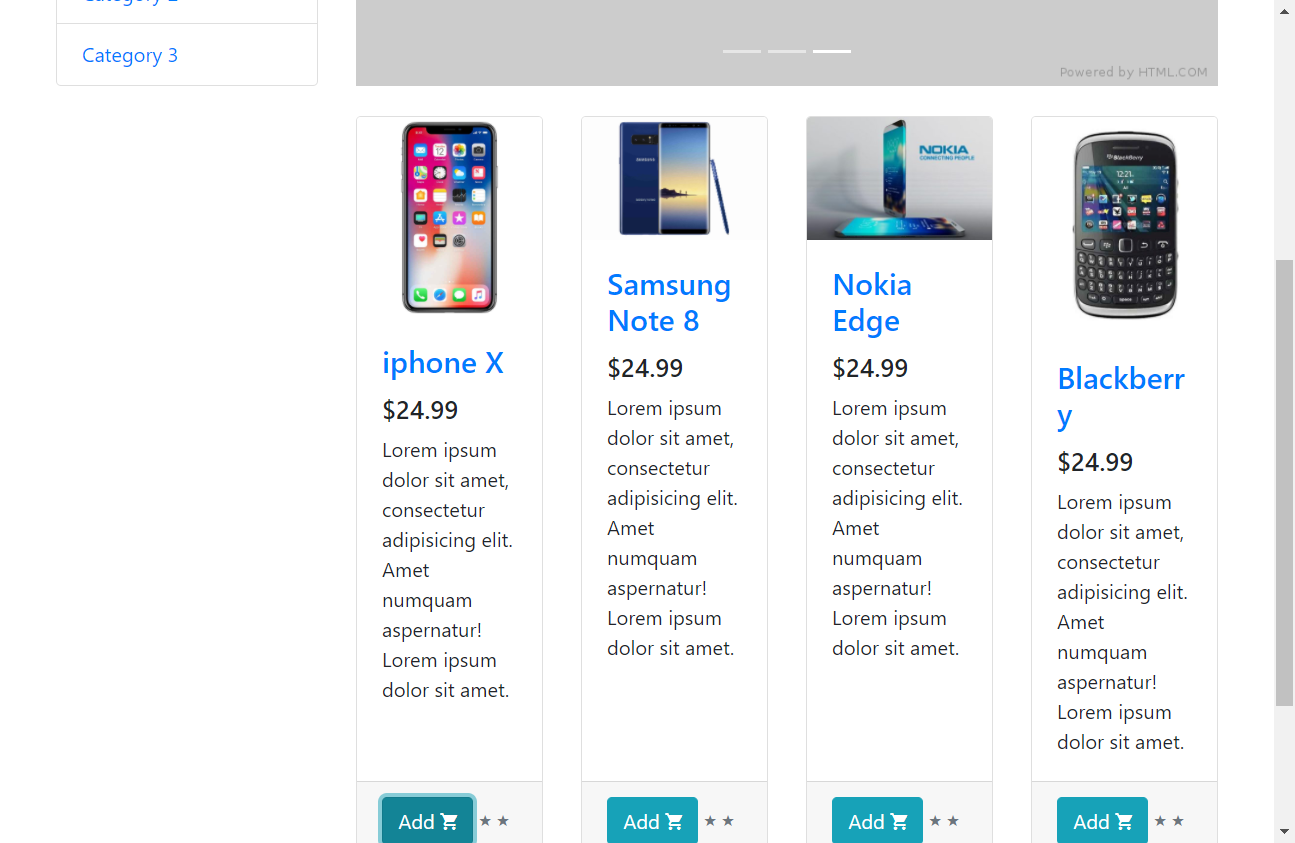 Category 3
Powered by HTML.COM
iphone X
$24.99
Lorem ipsum
dolor sit amet,
consectetur
adipisicing elit.
Amet
numquam
aspernatur!
Lorem ipsum
dolor sit amet.
Add
SAMSUNG
Samsung
Note 8
$24.99
Lorem ipsum
dolor sit amet,
consectetur
adipisicing elit.
Amet
numquam
aspernatur!
Lorem ipsum
dolor sit amet.
Add
NOKIA
CONNECTING PEOPLE
Nokia
Edge
$24.99
Lorem ipsum
dolor sit amet,
consectetur
adipisicing elit.
Amet
numquam
aspernatur!
Lorem ipsum
dolor sit amet.
Add
BlackBerry
12:21
Blackberr
y
$24.99
Lorem ipsum
dolor sit amet,
consectetur
adipisicing elit.
Amet
numquam
aspernatur!
Lorem ipsum
dolor sit amet.
Add